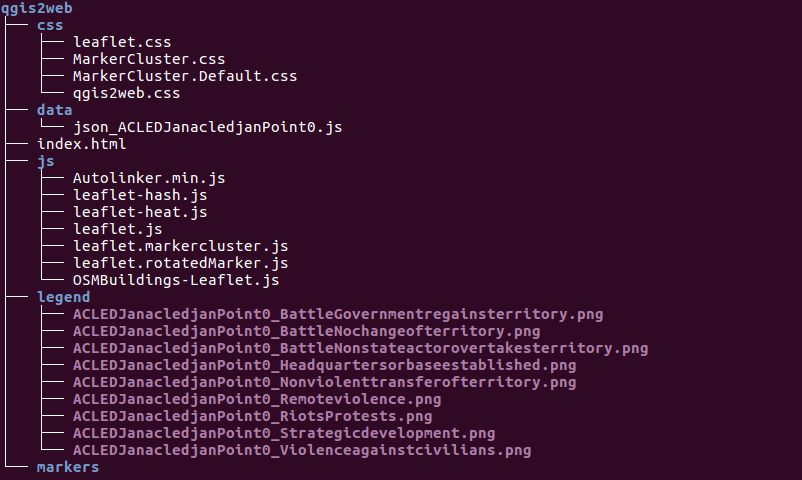 qgis2web
css
leaflet.css
MarkerCluster.css
MarkerCluster.Default.css
qgis2web.css
data
json_ACLEDJanacledjanPoint0.js
index.html
js
Autolinker.min.js
leaflet-hash.js
leaflet-heat.js
leaflet.js
leaflet.markercluster.js
leaflet.rotatedMarker.js
OSMBuildings-Leaflet.js
legend
ACLEDJanacledjanPoint0_BattleGovernmentregainsterritory.png
ACLEDJanacledjanPoint0_BattleNochangeofterritory.png
ACLEDJanacledjanPoint0_BattleNonstateactorovertakesterritory.png
ACLEDJanacledjanPoint0_Headquartersorbaseestablished.png
ACLEDJanacledjanPoint0_Nonviolenttransferofterritory.png
ACLEDJanacledjanPoint0_Remoteviolence.png
ACLEDJanacledjanPoint0_RiotsProtests.png
ACLEDJanacledjanPoint0_Strategicdevelopment.png
ACLEDJanacledjanPoint0_Violenceagainstcivilians.png
markers